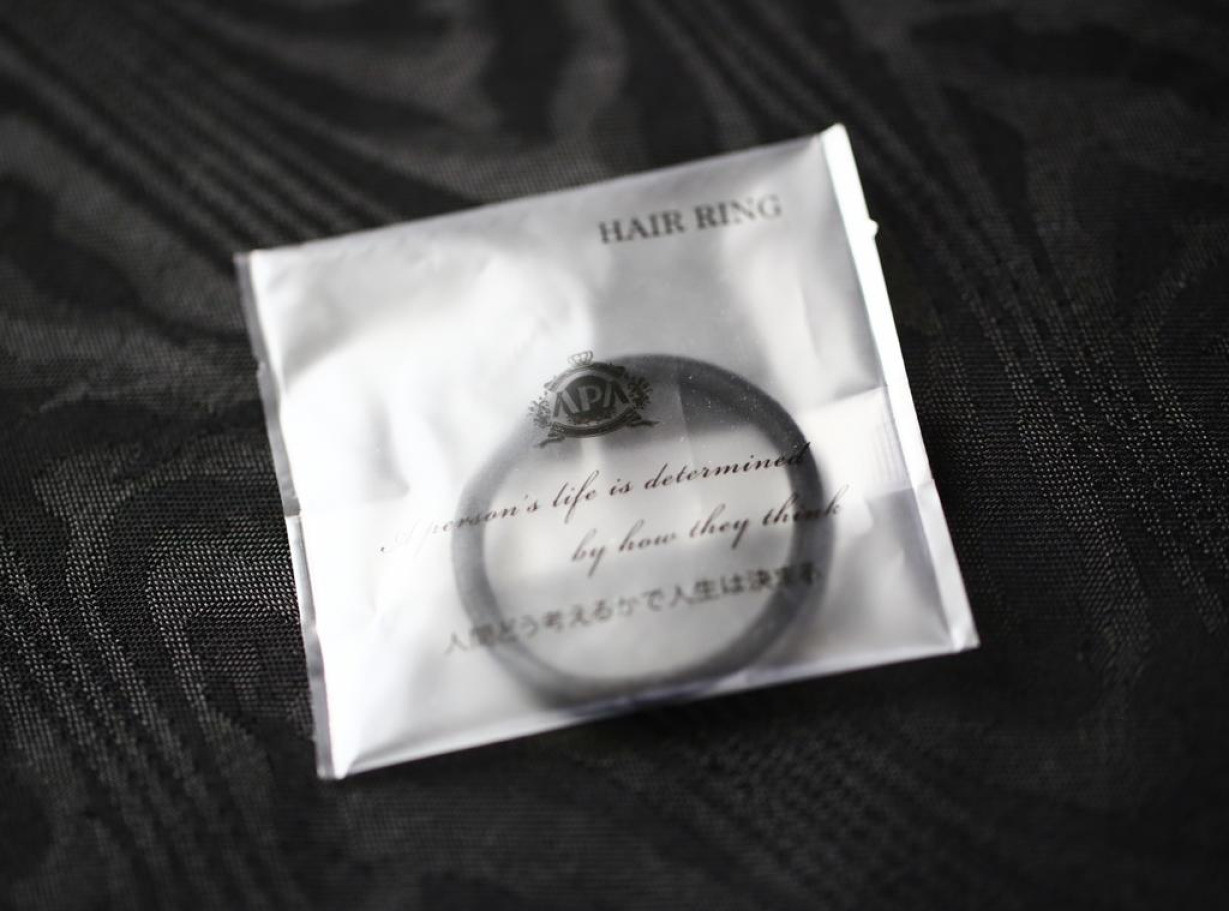 HAIR RING
APA
A person's life is determined
by how they think
人間どう考えるかで人生は決まる